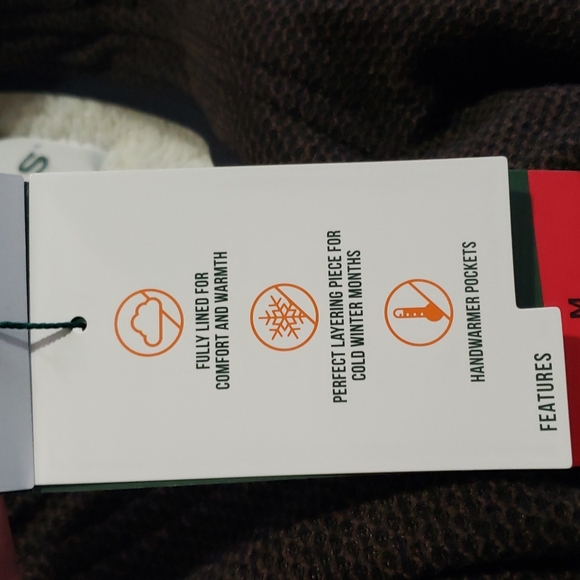 FULLY LINED FOR
COMFORT AND WARMTH
PERFECT LAYERING PIECE FOR
COLD WINTER MONTHS
HANDWARMER POCKETS
FEATURES
M
S